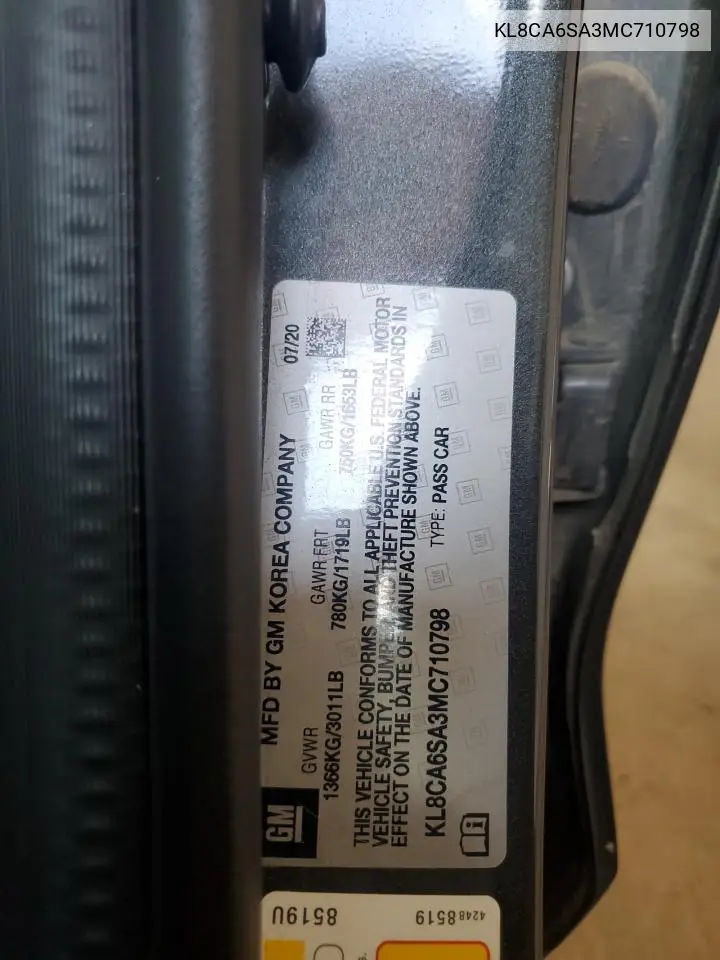 KL8CA6SA3MC710798
MFD BY GM KOREA COMPANY 07/20
GVWR GAWR FRT GAWR RR
1366KG/3011LB 780KG/1719LB 750KG/1653LB
THIS VEHICLE CONFORMS TO ALL APPLICABLE U.S. FEDERAL MOTOR
VEHICLE SAFETY, BUMPER, AND THEFT PREVENTION STANDARDS IN
EFFECT ON THE DATE OF MANUFACTURE SHOWN ABOVE.
KL8CA6SA3MC710798 TYPE: PASS CAR
GM
8519U
42488519
s.